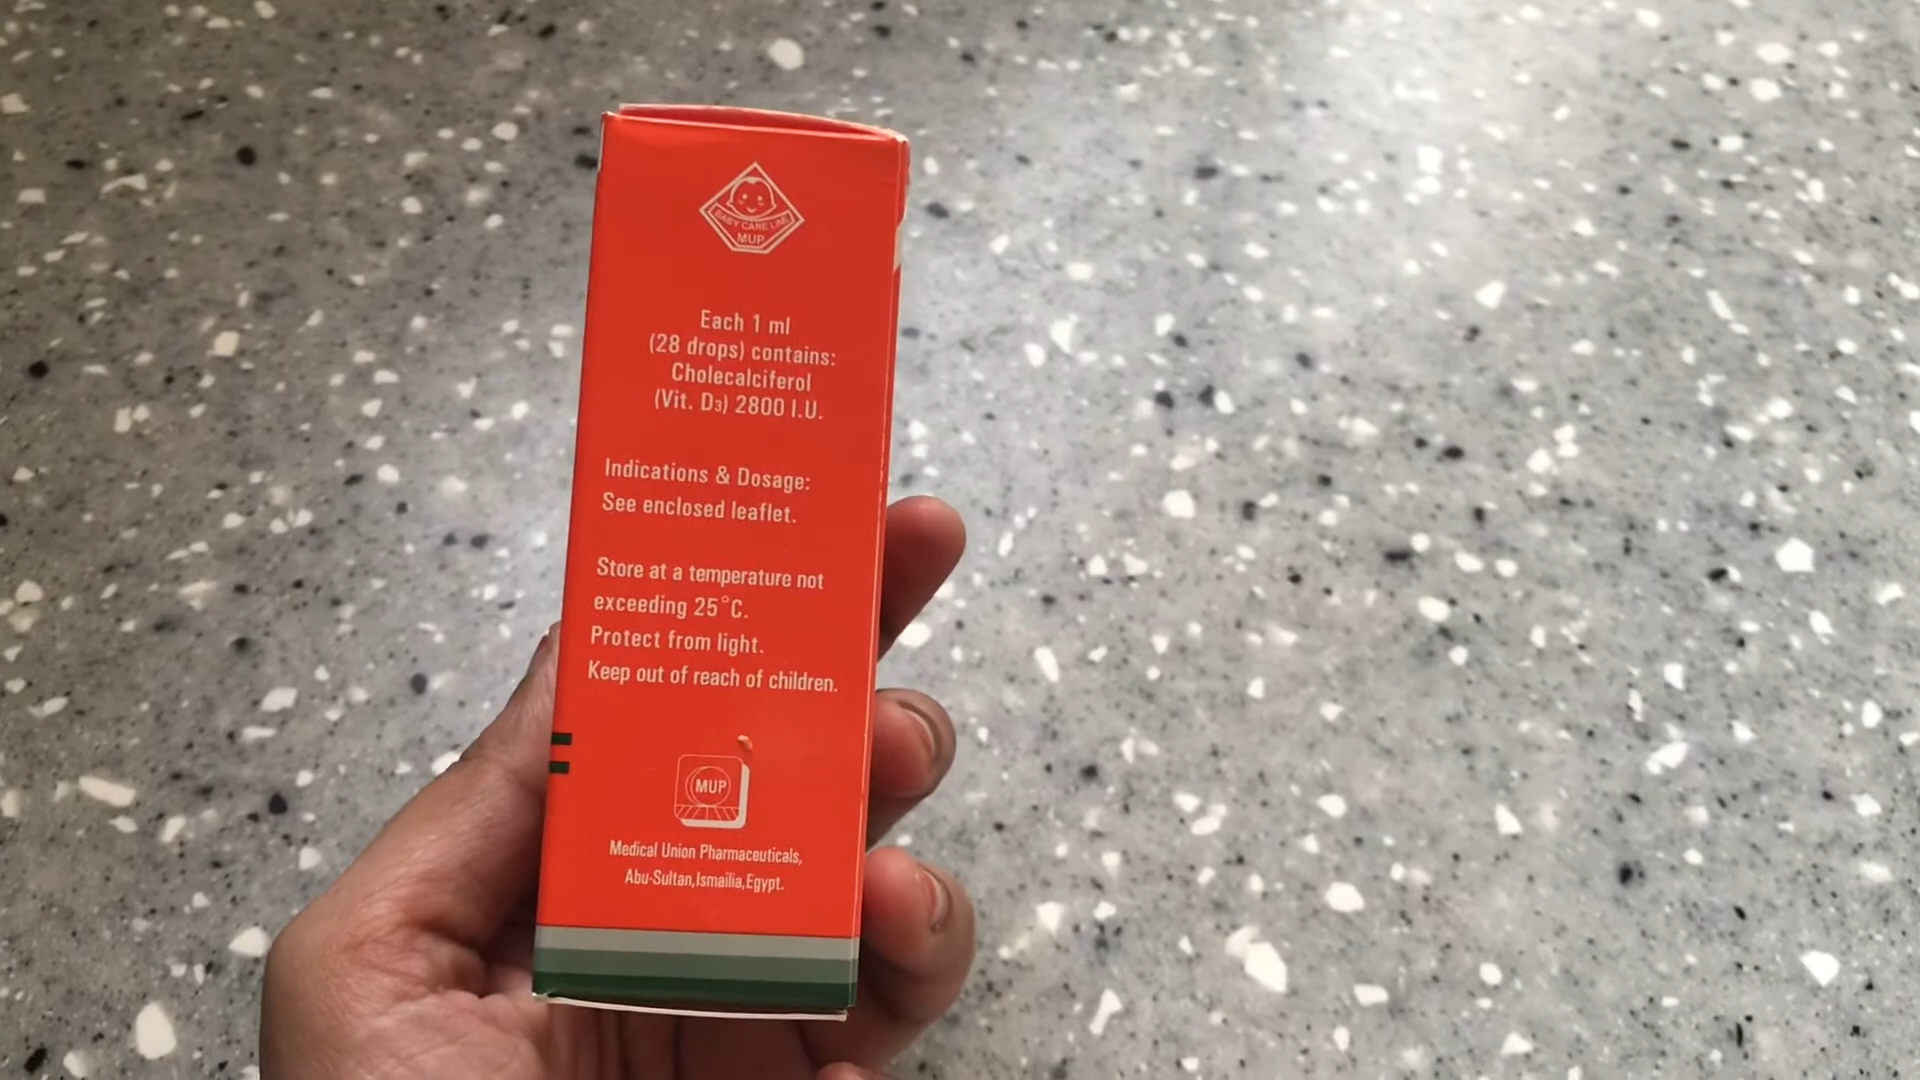 BABY CARE LINE
MUP
Each 1 ml
(28 drops) contains:
Cholecalciferol
(Vit. D3) 2800 I.U.
Indications & Dosage:
See enclosed leaflet.
Store at a temperature not
exceeding 25°C.
Protect from light.
Keep out of reach of children.
MUP
Medical Union Pharmaceuticals,
Abu-Sultan,Ismailia,Egypt.